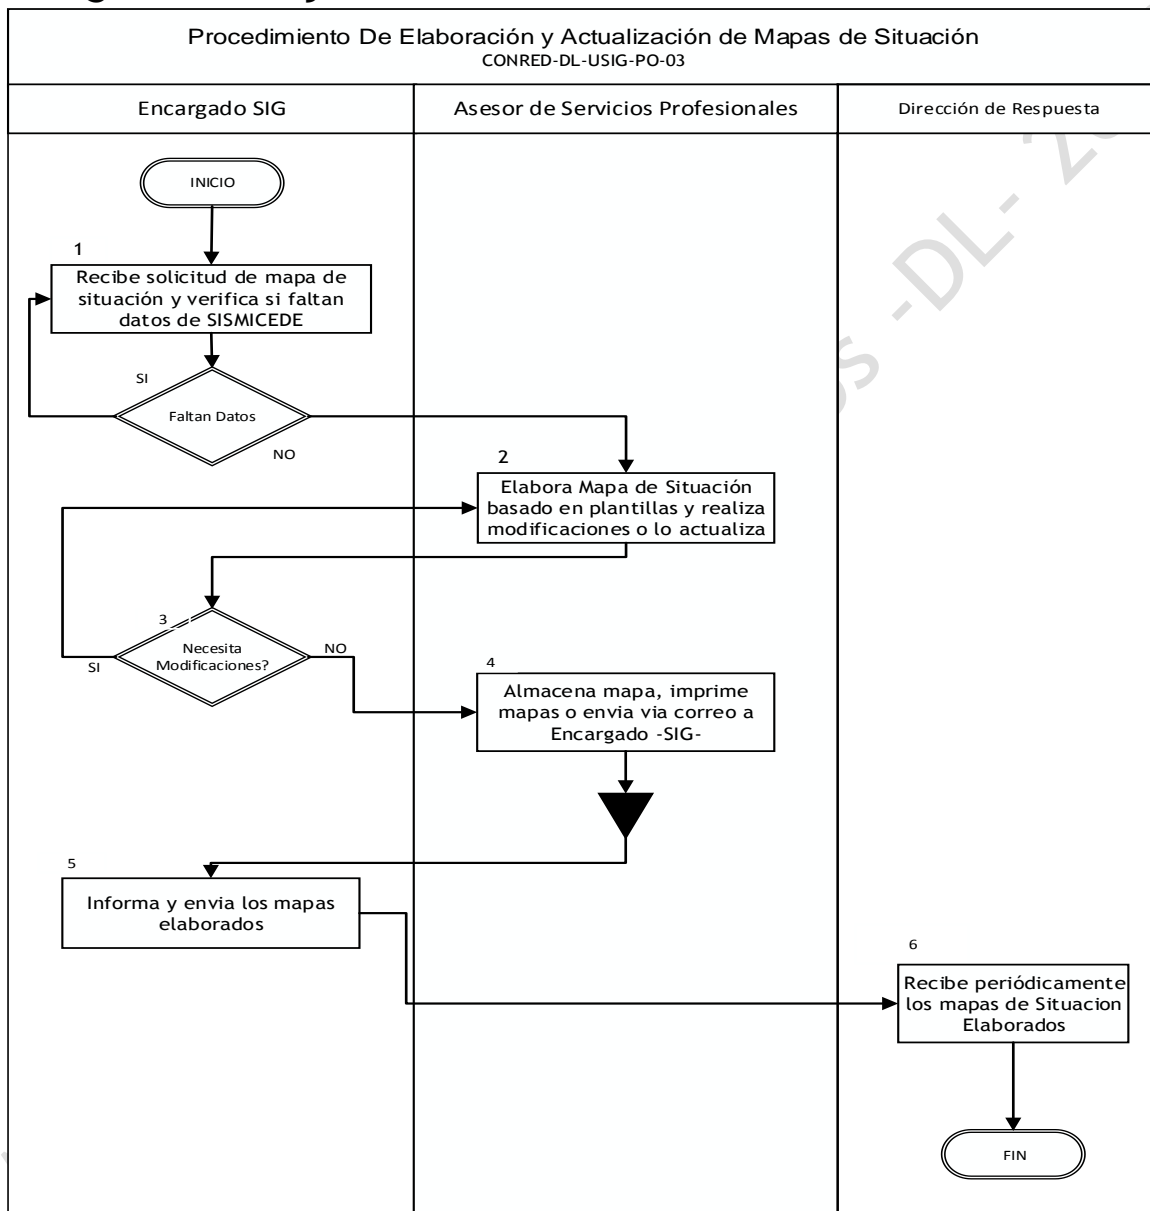 Procedimiento De Elaboración y Actualización de Mapas de Situación
CONRED-DL-USIG-PO-03
Encargado SIG
Asesor de Servicios Profesionales
Dirección de Respuesta
INICIO
1
Recibe solicitud de mapa de
situación y verifica si faltan
datos de SISMICEDE
SI
Faltan Datos
NO
2
Elabora Mapa de Situación
basado en plantillas y realiza
modificaciones o lo actualiza
3
Necesita
Modificaciones?
SI
NO
4
Almacena mapa, imprime
mapas o envia via correo a
Encargado -SIG-
5
Informa y envia los mapas
elaborados
6
Recibe periódicamente
los mapas de Situacion
Elaborados
FIN
-DL-